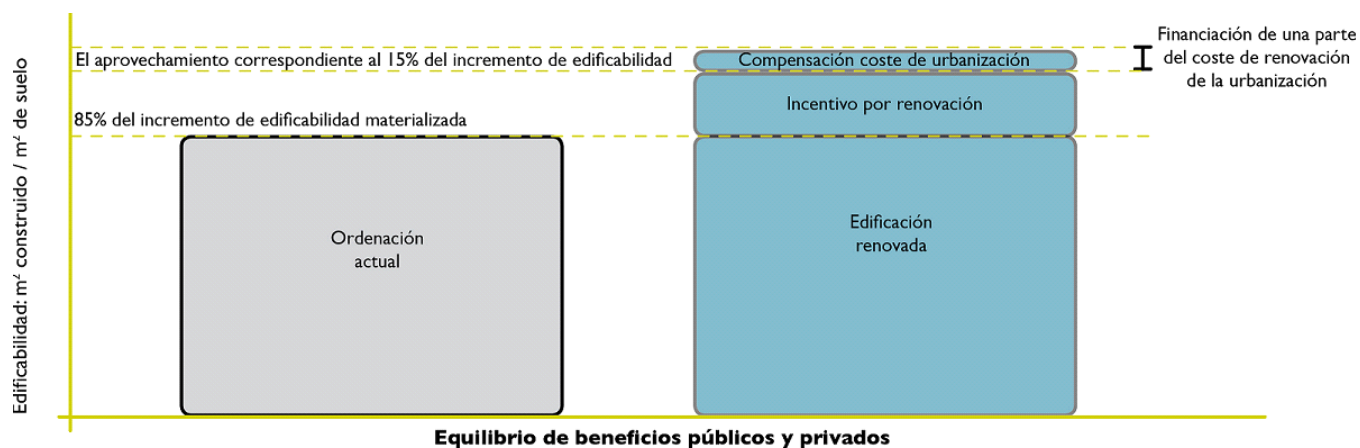 Financiación de una parte
del coste de renovación
de la urbanización
El aprovechamiento correspondiente al 15% del incremento de edificabilidad
Compensación coste de urbanización
Incentivo por renovación
85% del incremento de edificabilidad materializada
Edificabilidad: m² construido / m² de suelo
Ordenación
actual
Edificación
renovada
Equilibrio de beneficios públicos y privados